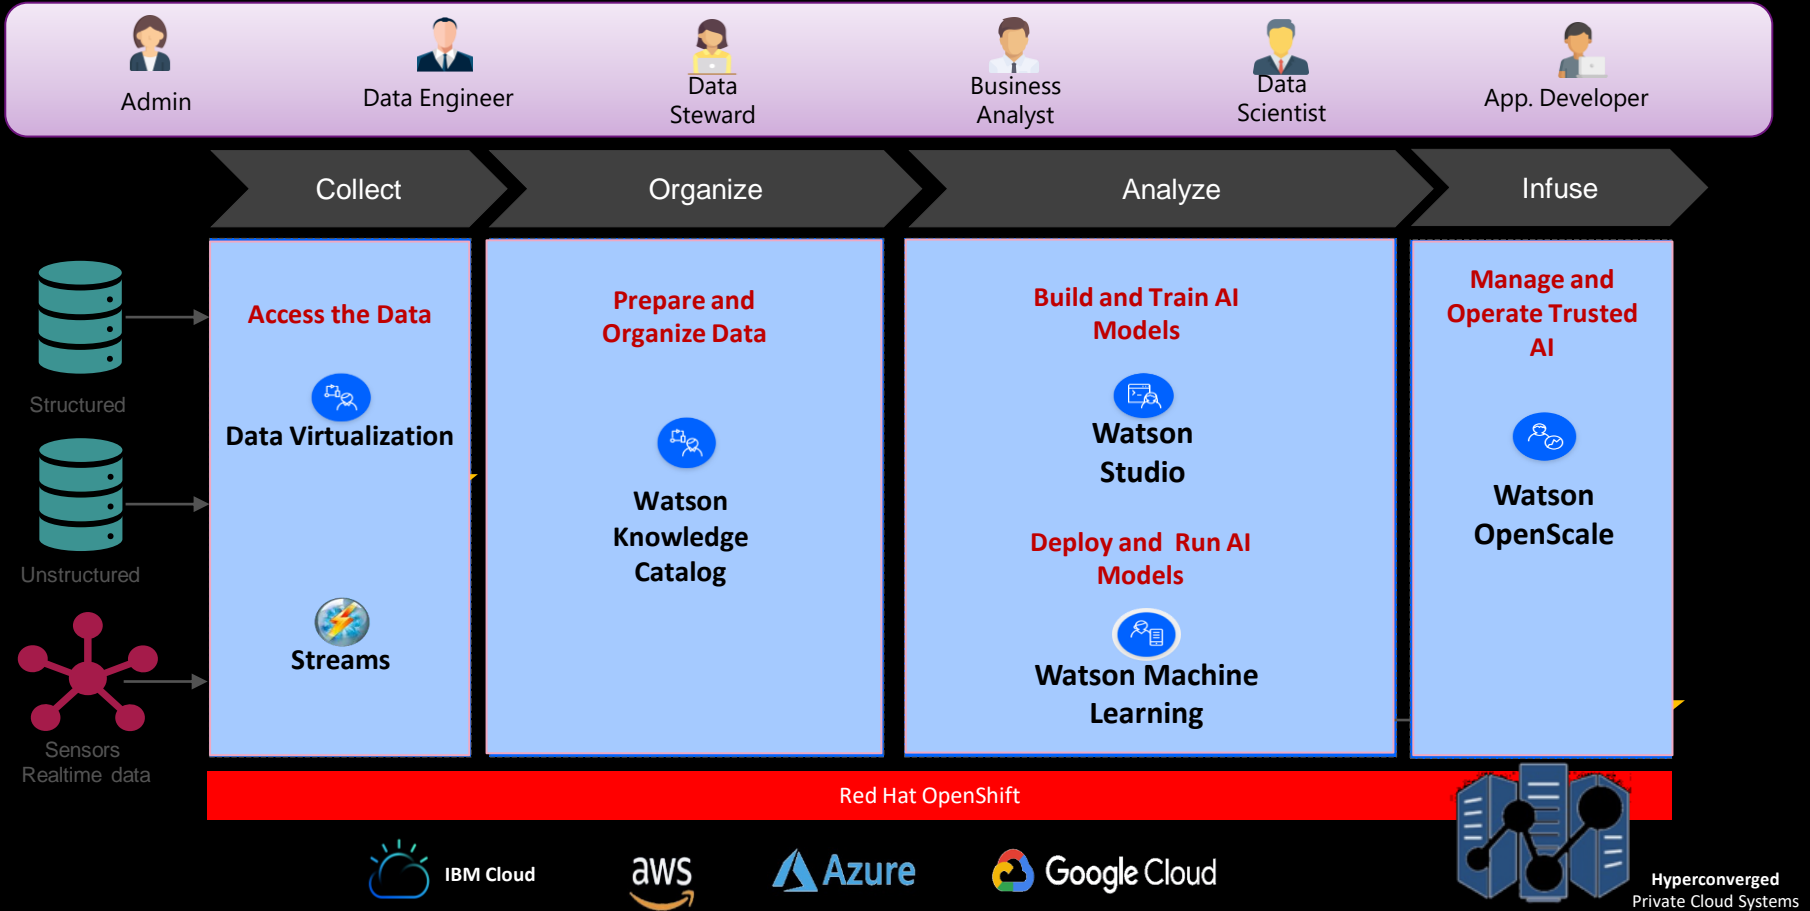 Admin
Data Engineer
Data
Steward
Business
Analyst
Data
Scientist
App. Developer
Collect
Organize
Analyze
Infuse
Structured
Unstructured
Sensors
Realtime data
Access the Data
Data Virtualization
Streams
Prepare and
Organize Data
Watson
Knowledge
Catalog
Build and Train AI
Models
Watson
Studio
Deploy and Run AI
Models
Watson Machine
Learning
Manage and
Operate Trusted
AI
Watson
OpenScale
Red Hat OpenShift
IBM Cloud
aws
Azure
Google Cloud
Hyperconverged
Private Cloud Systems